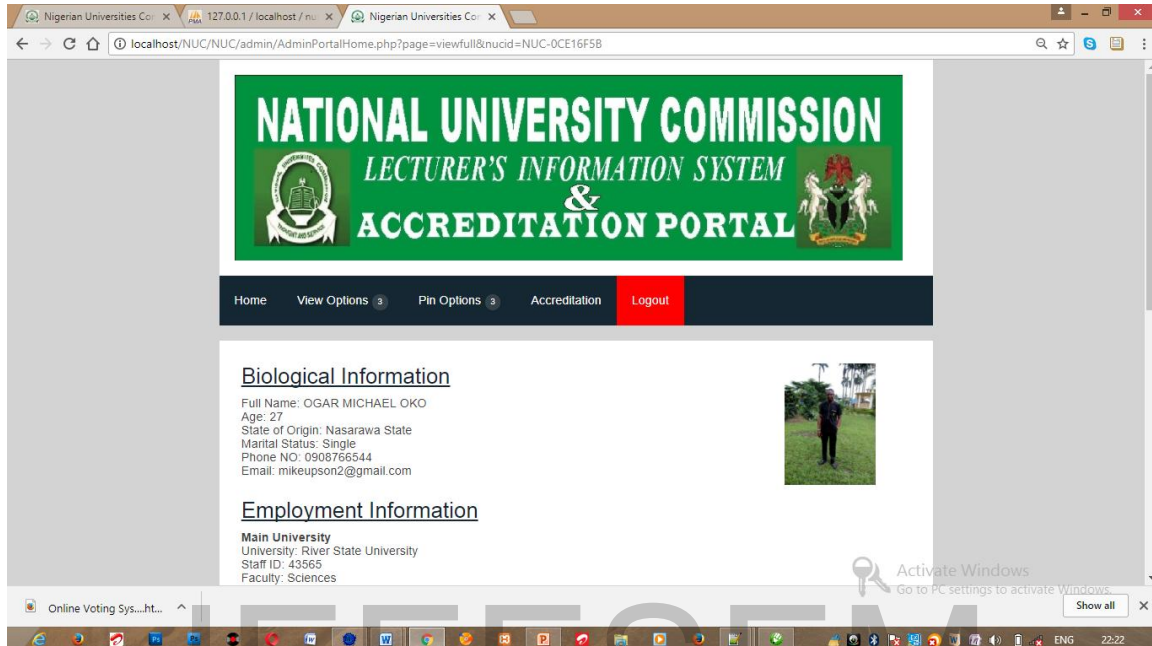 Nigerian Universities Con
127.0.0.1 / localhost / nu
Nigerian Universities Con
localhost/NUC/NUC/admin/AdminPortalHome.php?page=viewfull&nucid=NUC-0CE16F5B
NATIONAL UNIVERSITY COMMISSION
LECTURER'S INFORMATION SYSTEM
&
ACCREDITATION PORTAL
Home View Options 3 Pin Options 3 Accreditation Logout
Biological Information
Full Name: OGAR MICHAEL OKO
Age: 27
State of Origin: Nasarawa State
Marital Status: Single
Phone NO: 0908766544
Email: mikeupson2@gmail.com
Employment Information
Main University
University: River State University
Staff ID: 43565
Faculty: Sciences
Activate Windows
Go to PC settings to activate Windows.
Online Voting Sys....ht...
Show all
ENG 22:22